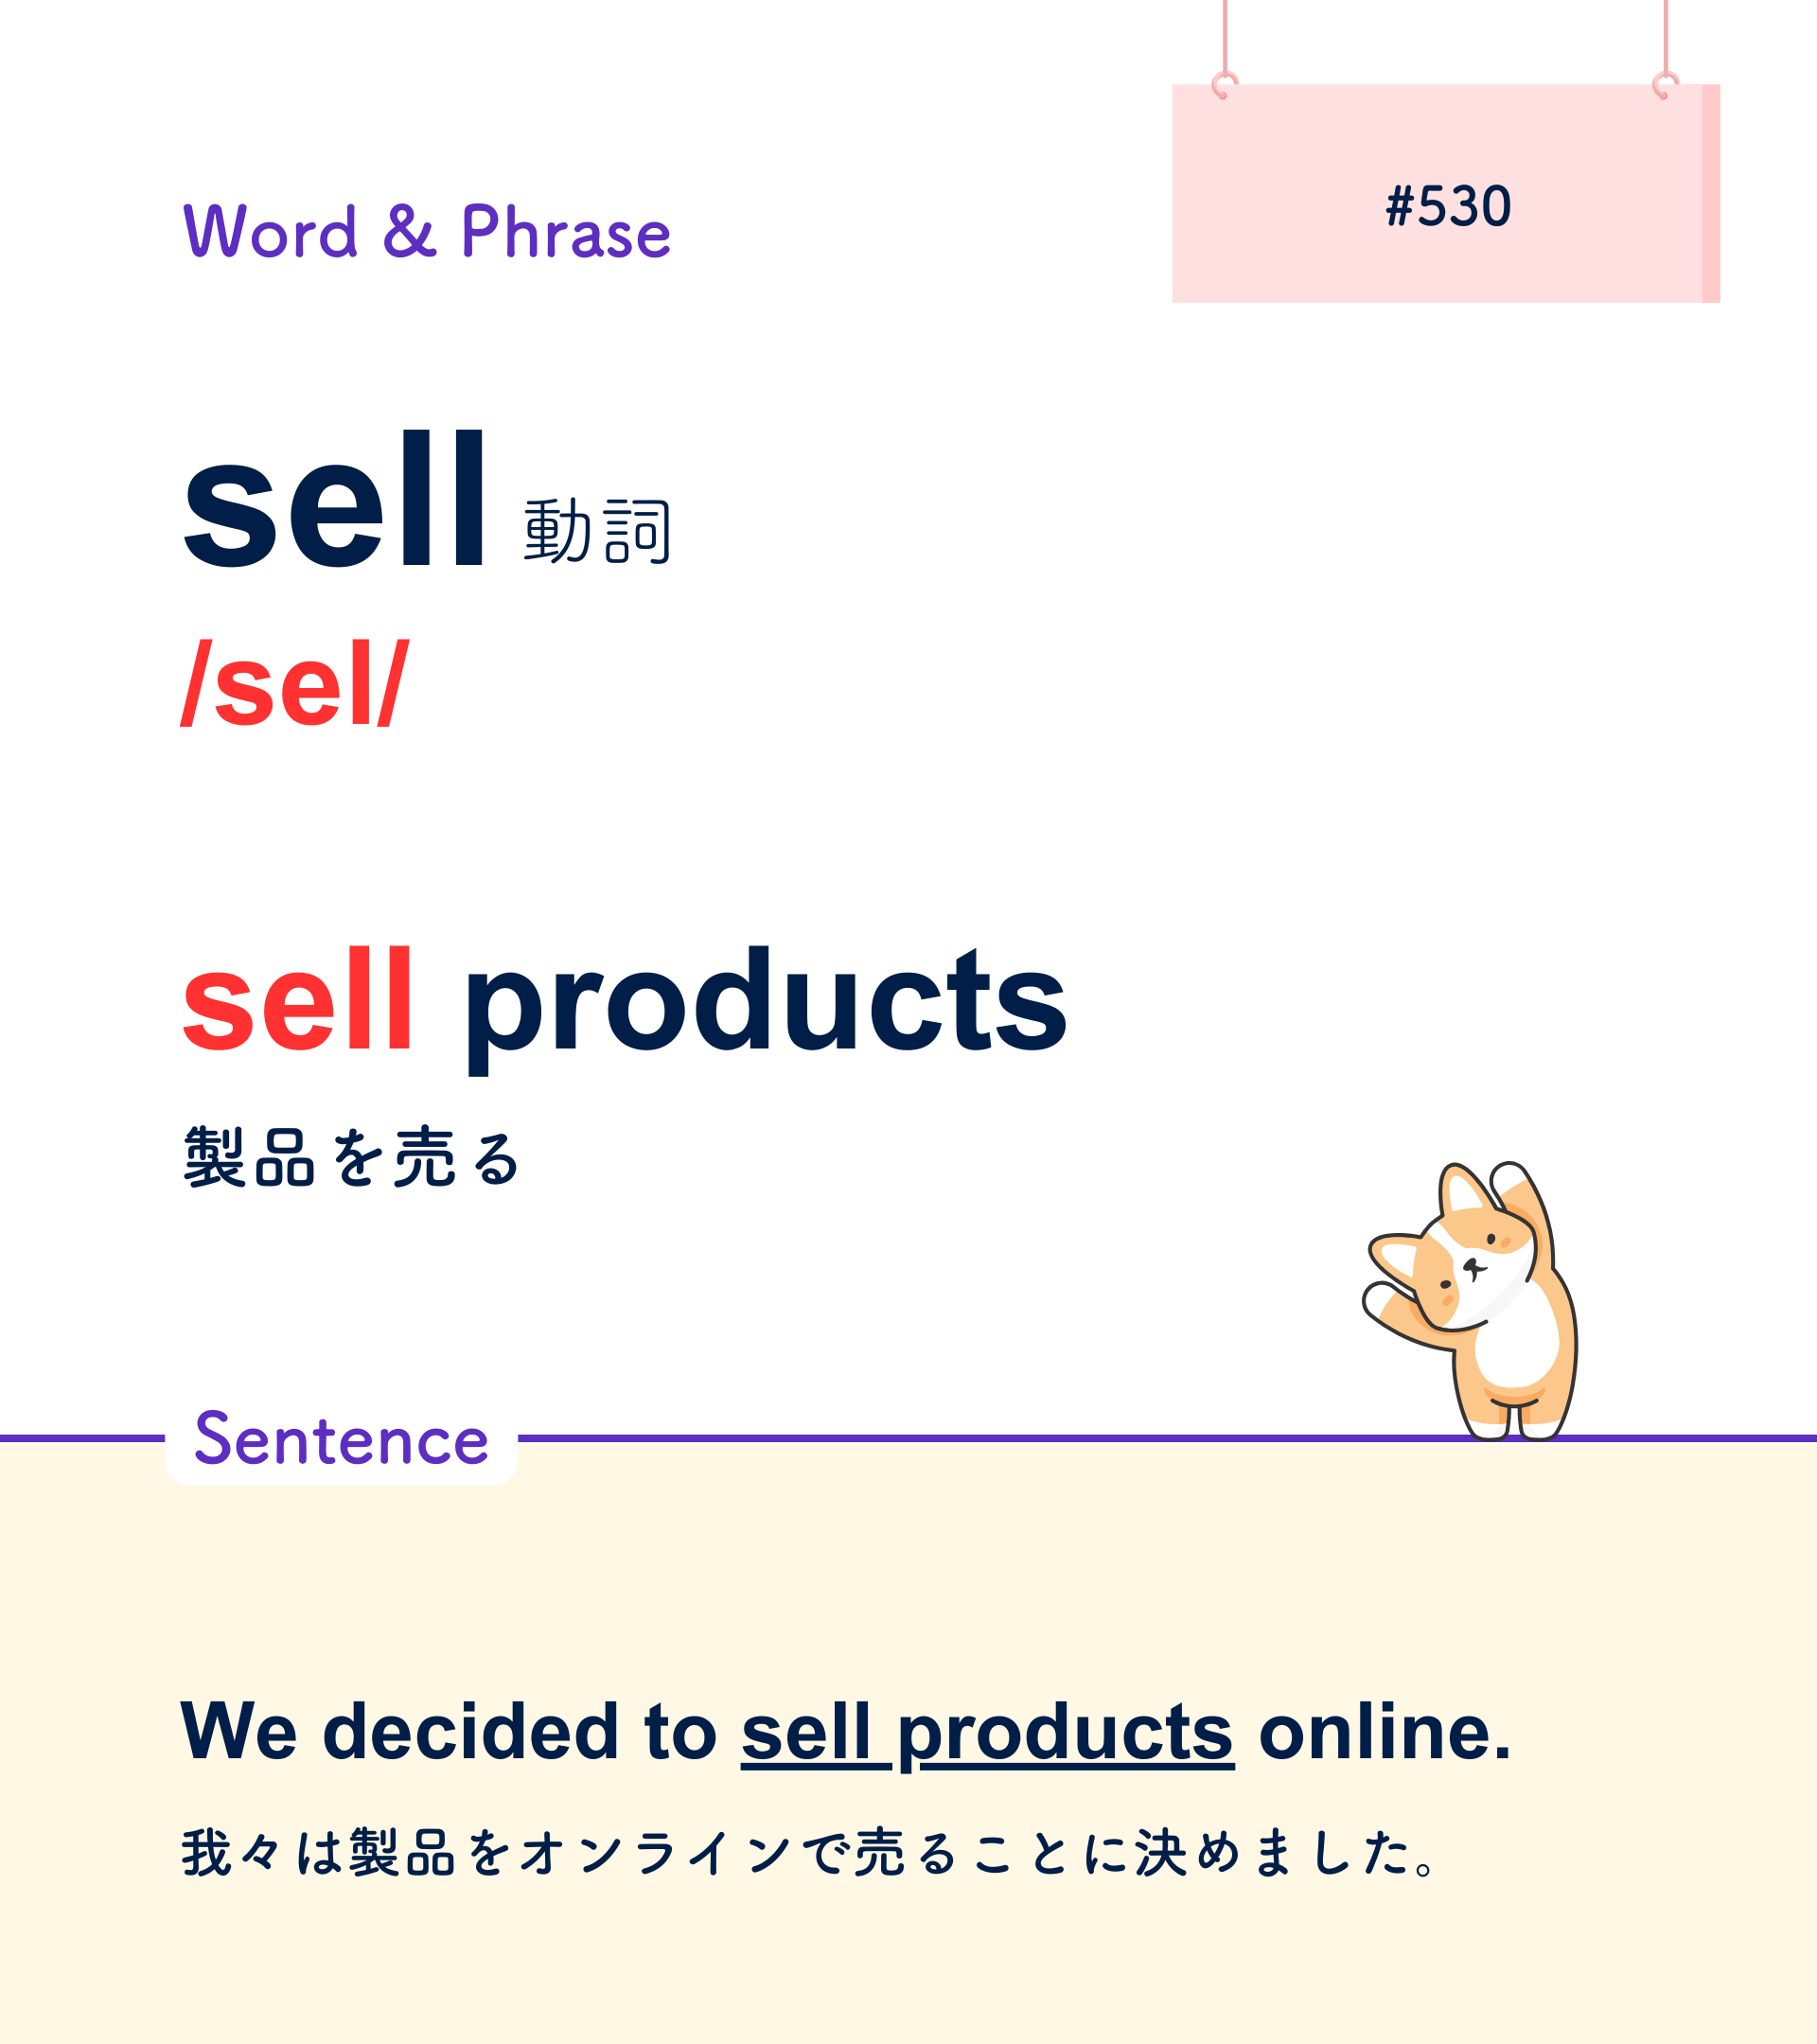 Word & Phrase
#530
sell 動詞
/sel/
sell products
製品を売る
Sentence
We decided to sell products online.
我々は製品をオンラインで売ることに決めました。